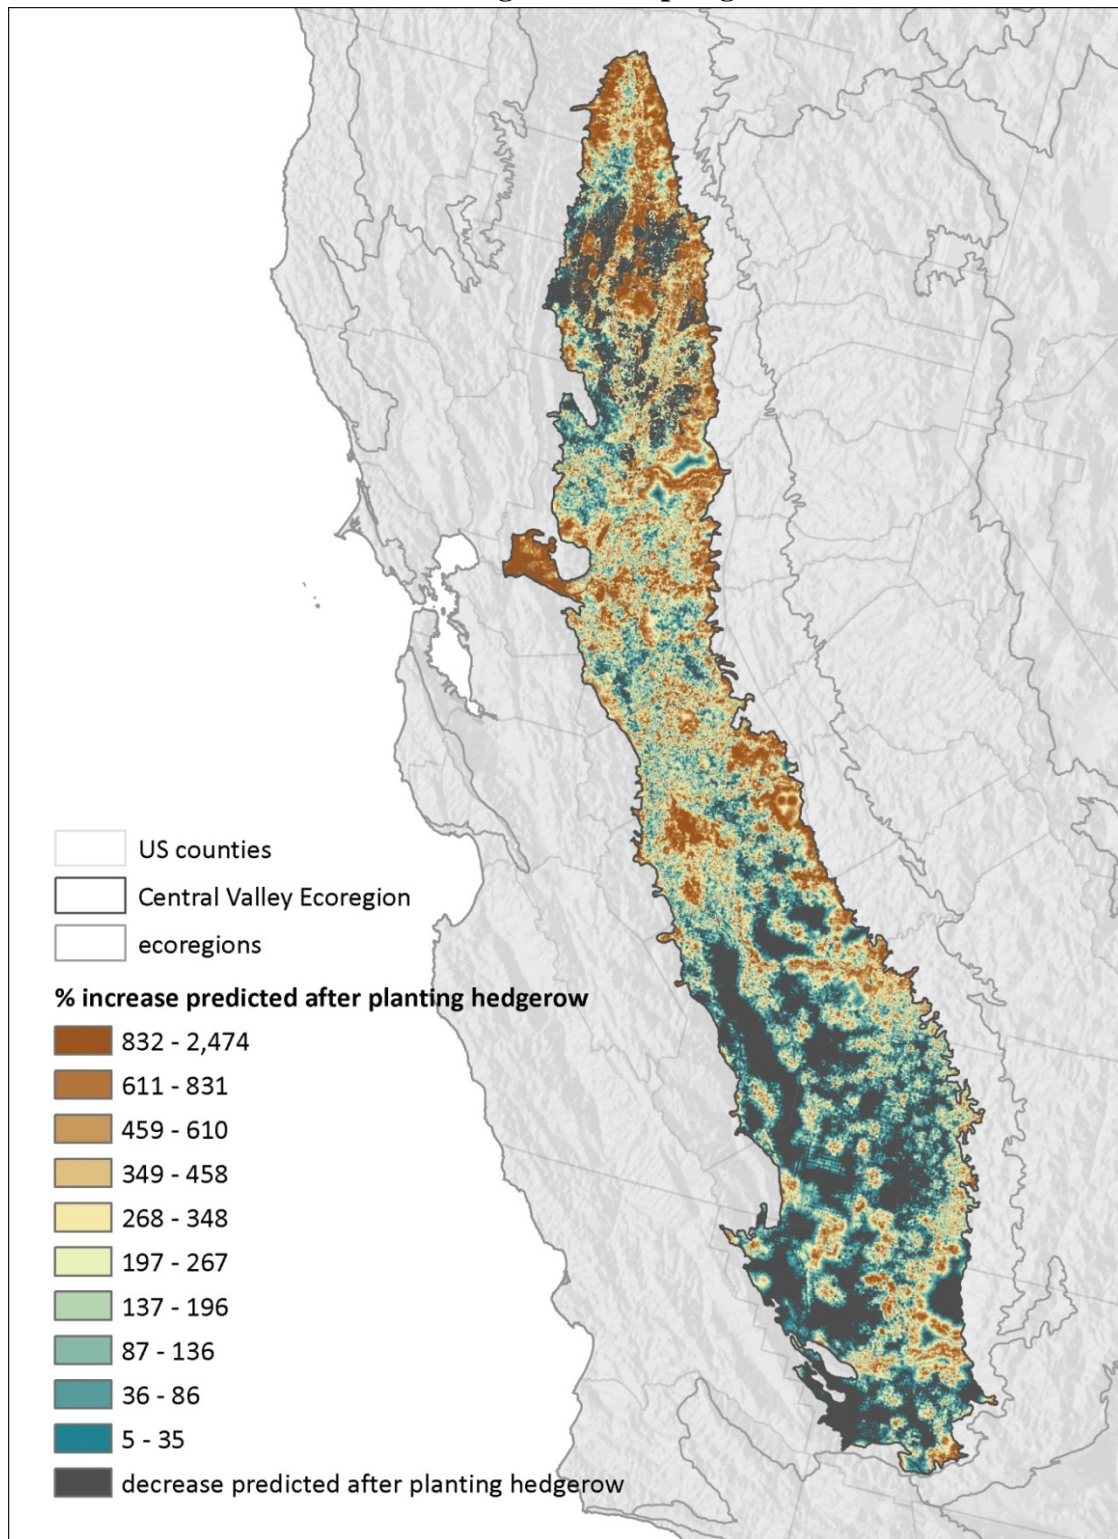 US counties
Central Valley Ecoregion
ecoregions
% increase predicted after planting hedgerow
832 - 2,474
611 - 831
459 - 610
349 - 458
268 - 348
197 - 267
137 - 196
87 - 136
36 - 86
5 - 35
decrease predicted after planting hedgerow